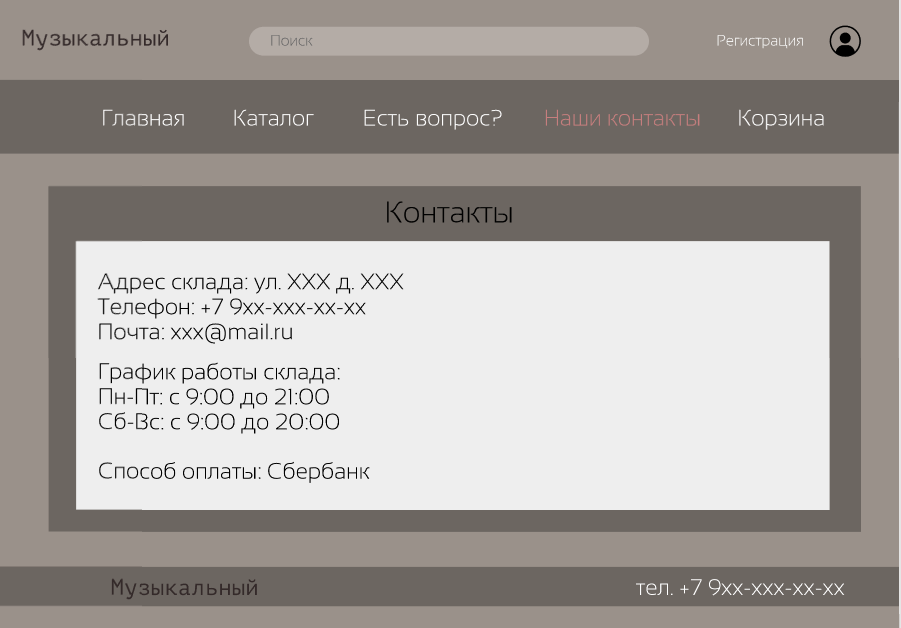 Музыкальный
Поиск
Регистрация
Главная Каталог Есть вопрос? Наши контакты Корзина
Контакты
Адрес склада: ул. XXX д. XXX
Телефон: +7 9xx-xxx-xx-xx
Почта: xxx@mail.ru
График работы склада:
Пн-Пт: с 9:00 до 21:00
Сб-Вс: с 9:00 до 20:00
Способ оплаты: Сбербанк
Музыкальный
тел. +7 9xx-xxx-xx-xx